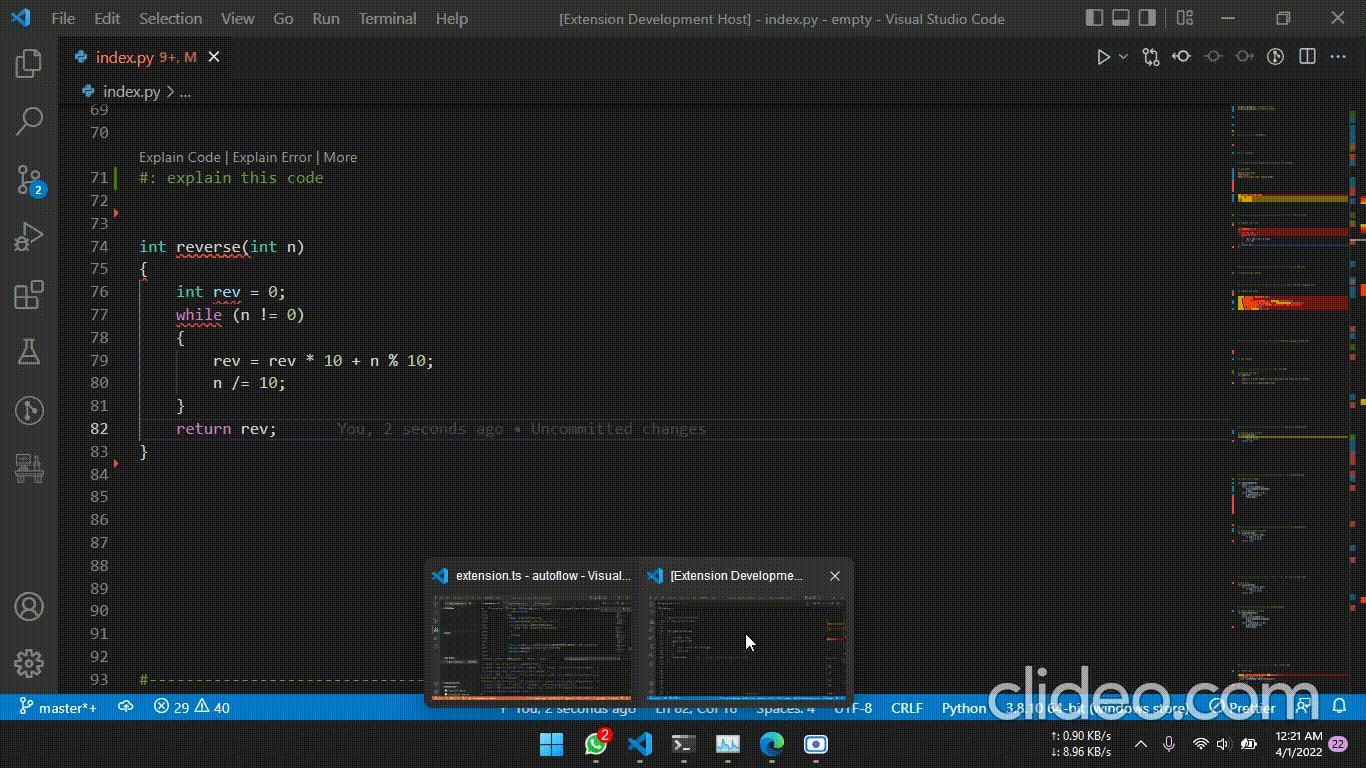 File Edit Selection View Go Run Terminal Help [Extension Development Host] - index.py - empty - Visual Studio Code
index.py 9+, M
index.py > ...
69
70
Explain Code | Explain Error | More
71 #: explain this code
72
73
74 int reverse(int n)
75 {
76 int rev = 0;
77 while (n != 0)
78 {
79 rev = rev * 10 + n % 10;
80 n /= 10;
81 }
82 return rev; You, 2 seconds ago • Uncommitted changes
83 }
84
85
86
87
88
89
90
91
92
93 #--------------------------------
2
extension.ts - autoflow - Visual... [Extension Developme...
clideo.com
master*+ 29 40 You, 2 seconds ago Ln 82, Col 16 Spaces: 4 UTF-8 CRLF Python 3.8.10 64-bit (windows store) Prettier
2
↑: 0.90 KB/s
↓: 8.96 KB/s
12:21 AM
4/1/2022
22